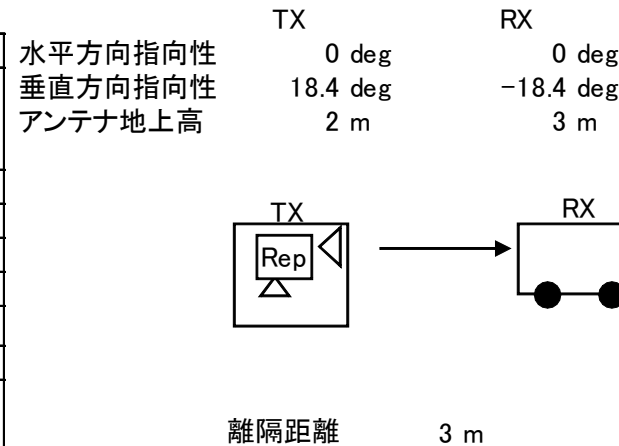 TX RX
水平方向指向性 0 deg 0 deg
垂直方向指向性 18.4 deg -18.4 deg
アンテナ地上高 2 m 3 m
TX RX
Rep
離隔距離 3 m